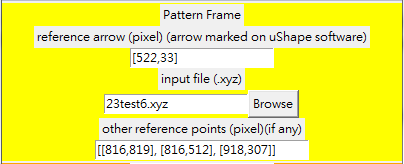 Pattern Frame
reference arrow (pixel) (arrow marked on uShape software)
[522,33]
input file (.xyz)
23test6.xyz Browse
other reference points (pixel)(if any)
[[816,819], [816,512], [918,307]]